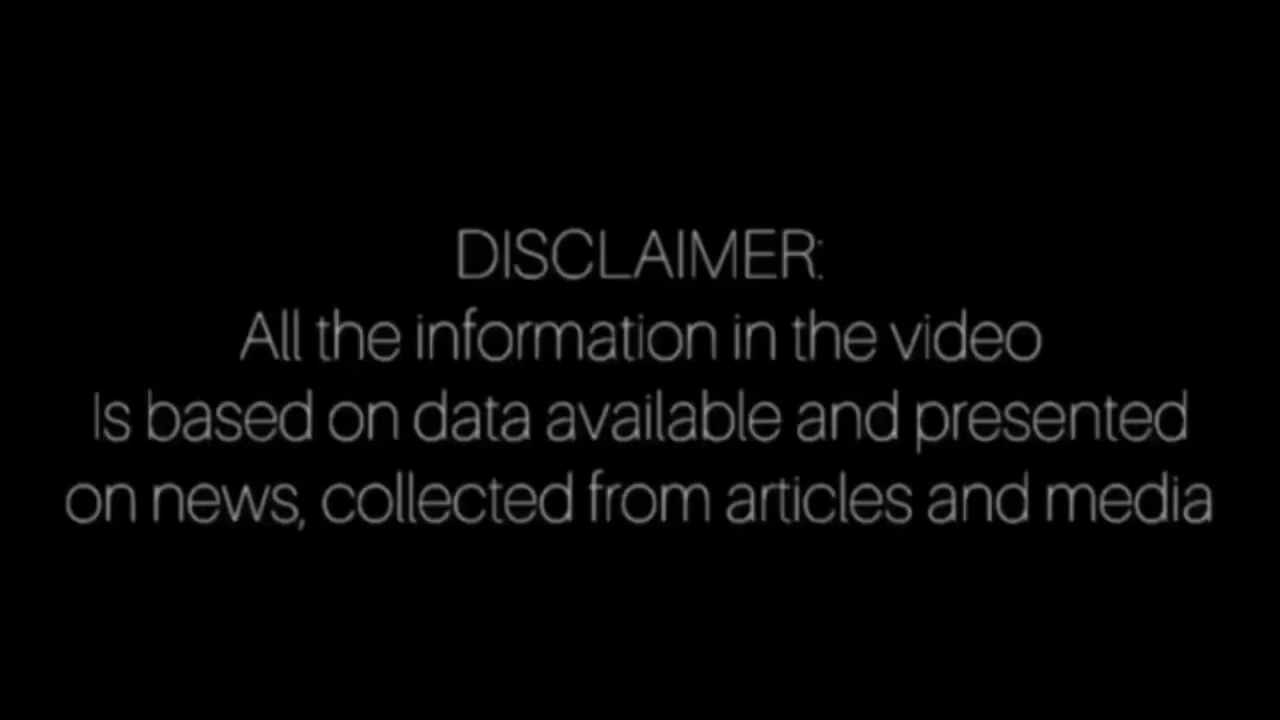 DISCLAIMER:
All the information in the video
Is based on data available and presented
on news, collected from articles and media